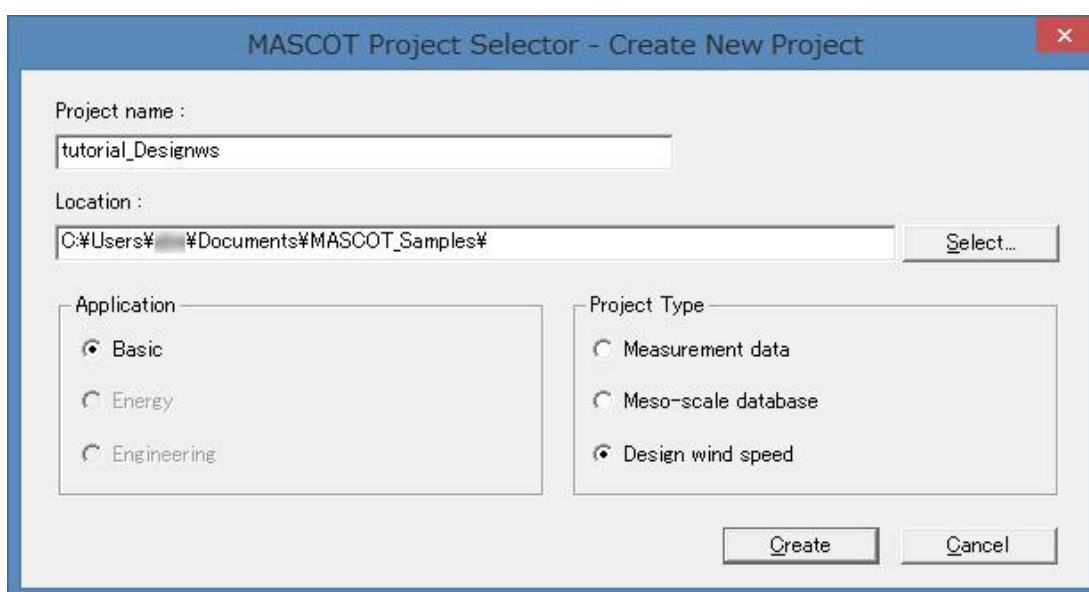 MASCOT Project Selector - Create New Project
Project name :
tutorial_Designws
Location :
C:¥Users¥ ¥Documents¥MASCOT_Samples¥
Select...
Application
Basic
Energy
Engineering
Project Type
Measurement data
Meso-scale database
Design wind speed
Create
Cancel